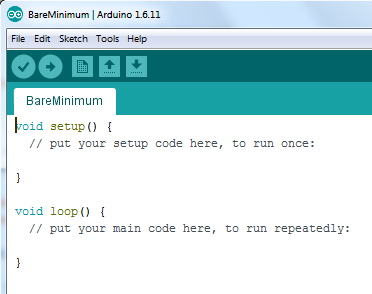 BareMinimum | Arduino 1.6.11
File Edit Sketch Tools Help
BareMinimum
void setup() {
// put your setup code here, to run once:
}
void loop() {
// put your main code here, to run repeatedly:
}